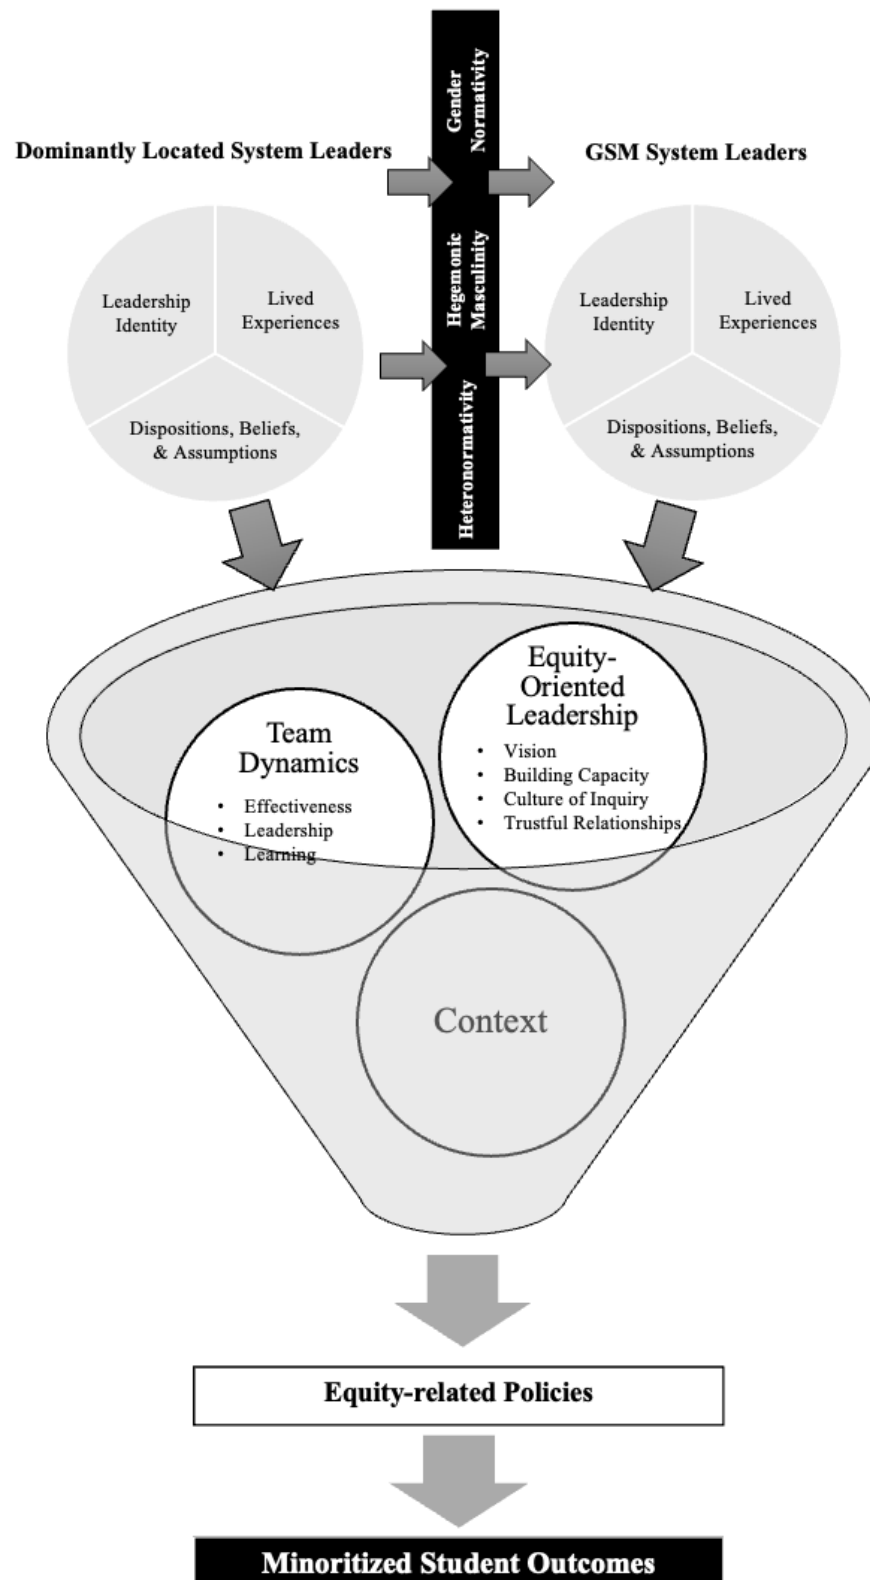 Gender
Normativity
Dominantly Located System Leaders
GSM System Leaders
Hegemonic
Masculinity
Leadership
Identity
Lived
Experiences
Dispositions, Beliefs,
& Assumptions
Heteronormativity
Leadership
Identity
Lived
Experiences
Dispositions, Beliefs,
& Assumptions
Team
Dynamics
• Effectiveness
• Leadership
• Learning
Equity-
Oriented
Leadership
• Vision
• Building Capacity
• Culture of Inquiry
• Trustful Relationships
Context
Equity-related Policies
Minoritized Student Outcomes